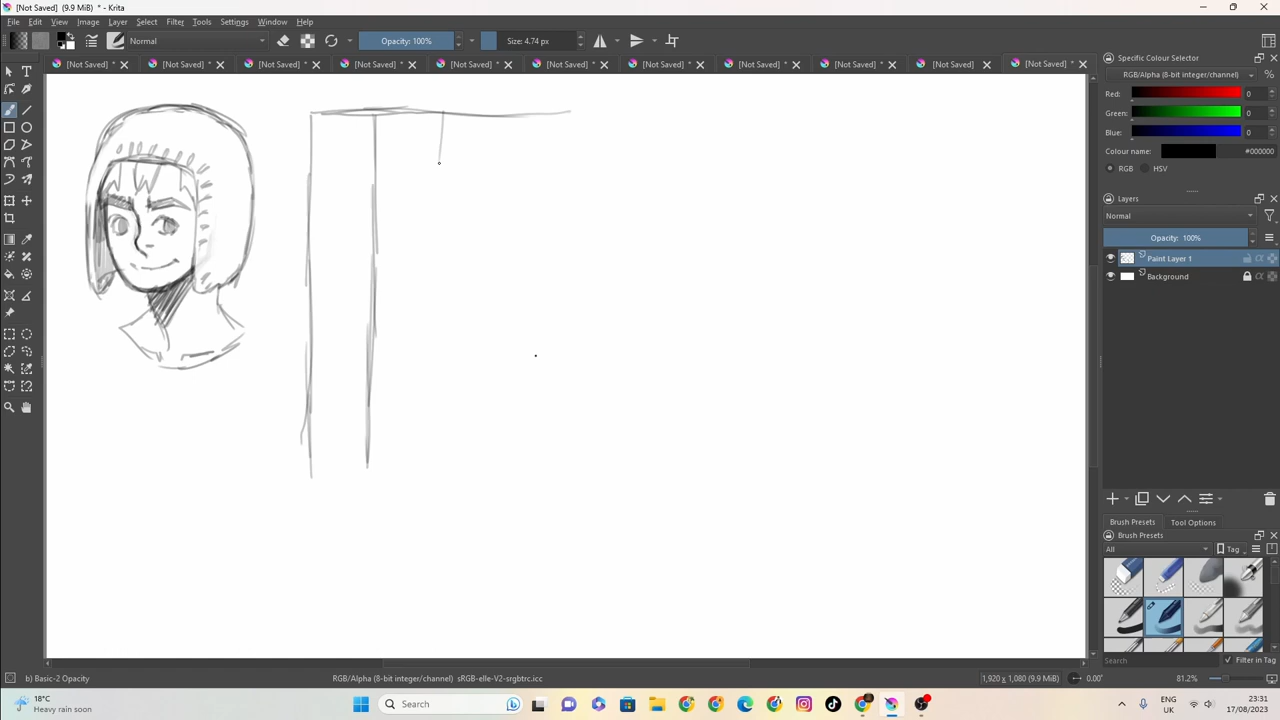 [Not Saved]  (9.9 MiB)  * - Krita
File Edit View Image Layer Select Filter Tools Settings Window Help
Normal Opacity: 100% Size: 4.74 px
[Not Saved] * [Not Saved] * [Not Saved] * [Not Saved] * [Not Saved] * [Not Saved] * [Not Saved] * [Not Saved] * [Not Saved] * [Not Saved] [Not Saved] *
Specific Colour Selector
RGB/Alpha (8-bit integer/channel)
Red: 0
Green: 0
Blue: 0
Colour name: #000000
RGB HSV
Layers
Normal
Opacity: 100%
Paint Layer 1
Background
Brush Presets Tool Options
Brush Presets
All Tag
Search Filter in Tag
b) Basic-2 Opacity RGB/Alpha (8-bit integer/channel)  sRGB-elle-V2-srgbtrc.icc 1,920 x 1,080 (9.9 MiB) 0.00° 81.2%
18°C
Heavy rain soon
Search
ENG
UK
23:31
17/08/2023